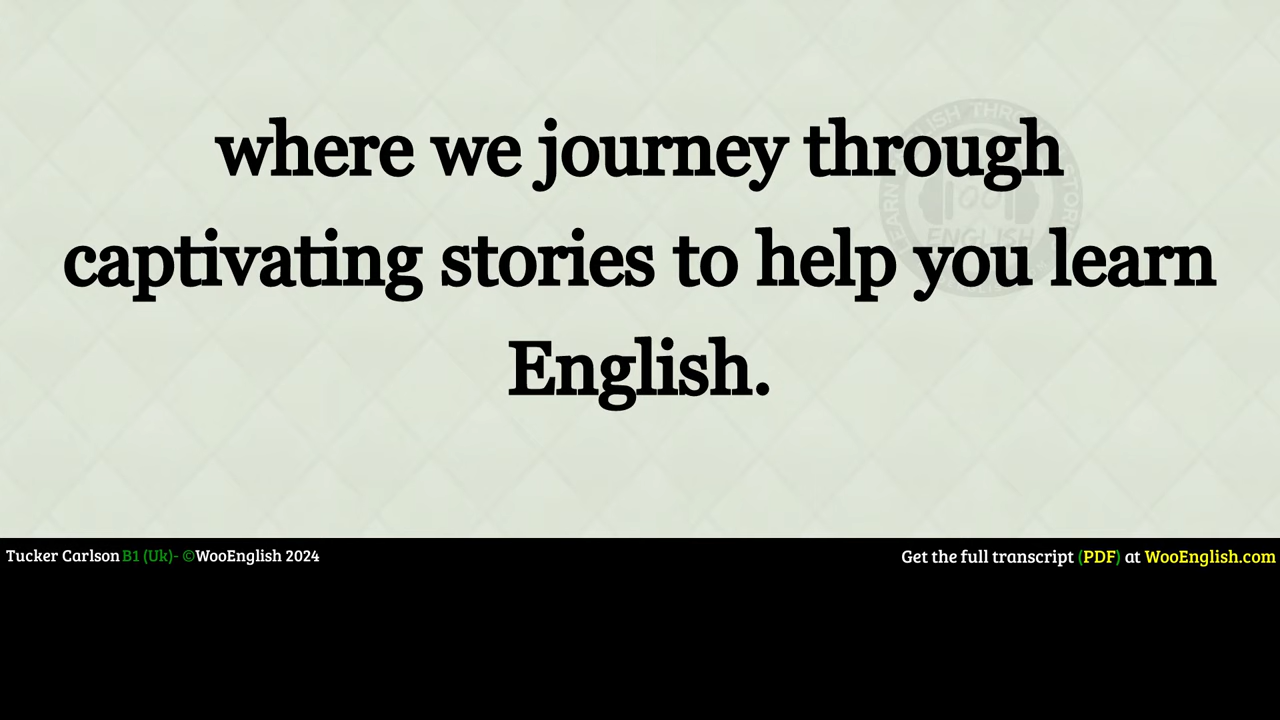 where we journey through
captivating stories to help you learn
English.
ENGLISH
Tucker Carlson B1 (Uk)- ©WooEnglish 2024
Get the full transcript (PDF) at WooEnglish.com